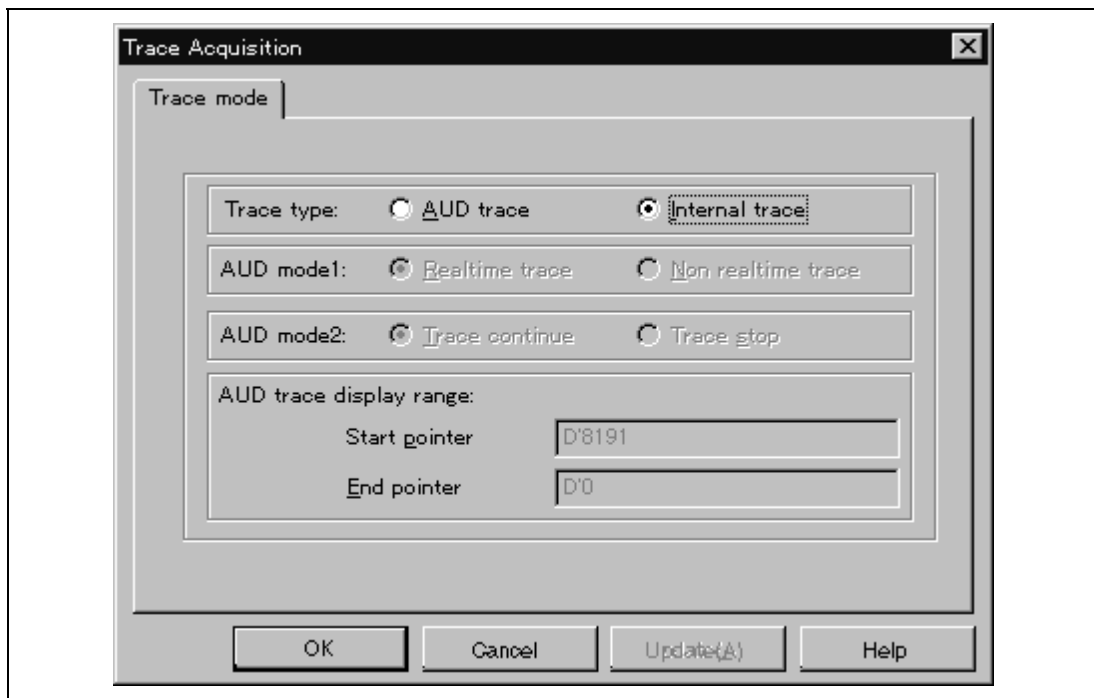 Trace Acquisition
Trace mode
Trace type: AUD trace Internal trace
AUD mode1: Realtime trace Non realtime trace
AUD mode2: Trace continue Trace stop
AUD trace display range:
Start pointer D'8191
End pointer D'0
OK Cancel Update(A) Help